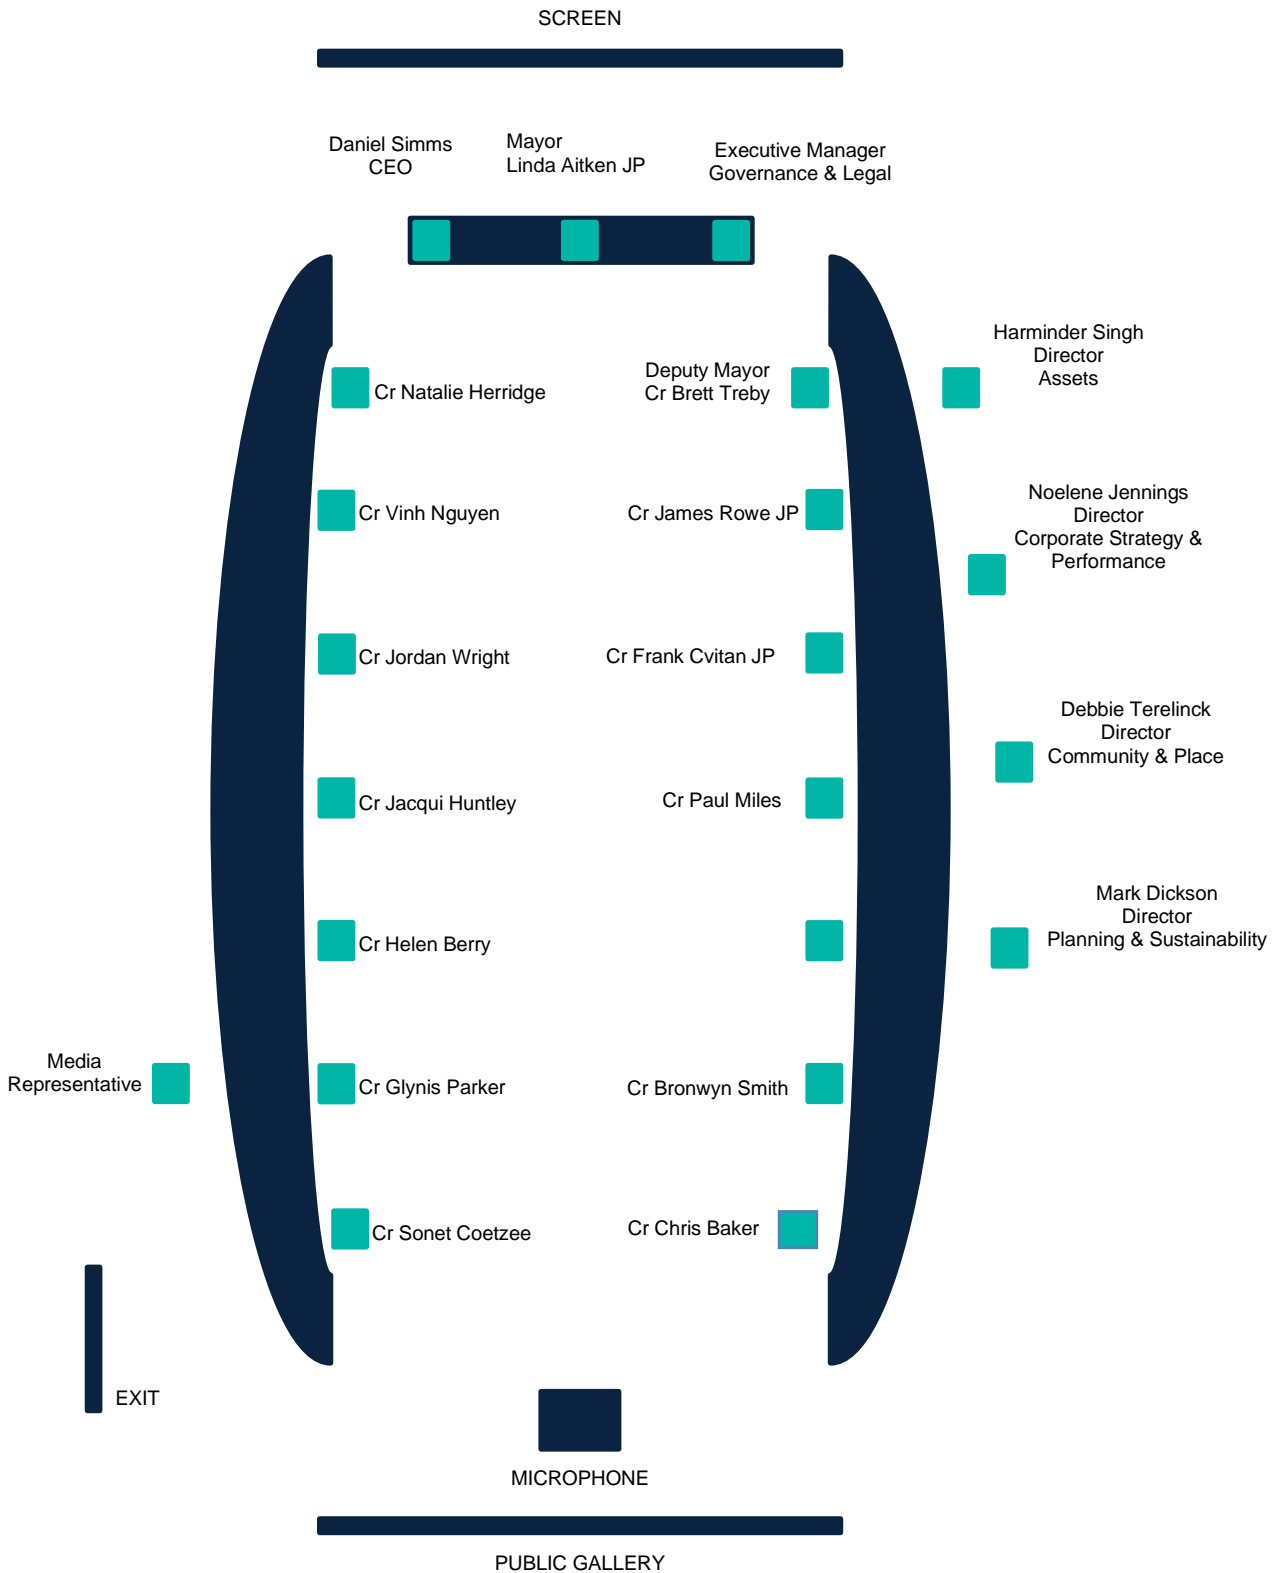 SCREEN
Daniel Simms
CEO
Mayor
Linda Aitken JP
Executive Manager
Governance & Legal
Harminder Singh
Director
Assets
Cr Natalie Herridge
Deputy Mayor
Cr Brett Treby
Noelene Jennings
Director
Corporate Strategy &
Performance
Cr Vinh Nguyen
Cr James Rowe JP
Cr Jordan Wright
Cr Frank Cvitan JP
Debbie Terelinck
Director
Community & Place
Cr Jacqui Huntley
Cr Paul Miles
Mark Dickson
Director
Planning & Sustainability
Cr Helen Berry
Media
Representative
Cr Glynis Parker
Cr Bronwyn Smith
Cr Sonet Coetzee
Cr Chris Baker
EXIT
MICROPHONE
PUBLIC GALLERY